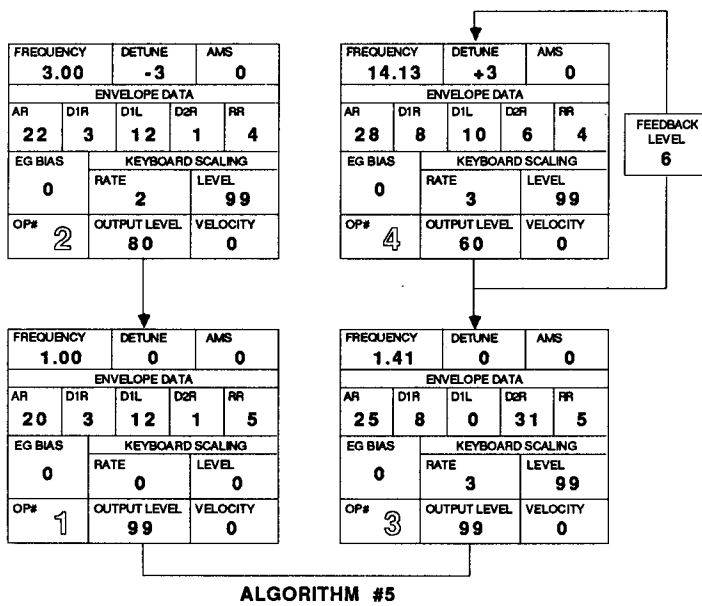 FREQUENCY DETUNE AMS
3.00 -3 0
ENVELOPE DATA
AR D1R D1L D2R RR
22 3 12 1 4
EG BIAS KEYBOARD SCALING
RATE LEVEL
0 2 99
OP# OUTPUT LEVEL VELOCITY
2 80 0
FREQUENCY DETUNE AMS
14.13 +3 0
ENVELOPE DATA
AR D1R D1L D2R RR
28 8 10 6 4
EG BIAS KEYBOARD SCALING
RATE LEVEL
0 3 99
OP# OUTPUT LEVEL VELOCITY
4 60 0
FEEDBACK
LEVEL
6
FREQUENCY DETUNE AMS
1.00 0 0
ENVELOPE DATA
AR D1R D1L D2R RR
20 3 12 1 5
EG BIAS KEYBOARD SCALING
RATE LEVEL
0 0 0
OP# OUTPUT LEVEL VELOCITY
1 99 0
FREQUENCY DETUNE AMS
1.41 0 0
ENVELOPE DATA
AR D1R D1L D2R RR
25 8 0 31 5
EG BIAS KEYBOARD SCALING
RATE LEVEL
0 3 99
OP# OUTPUT LEVEL VELOCITY
3 99 0
ALGORITHM #5